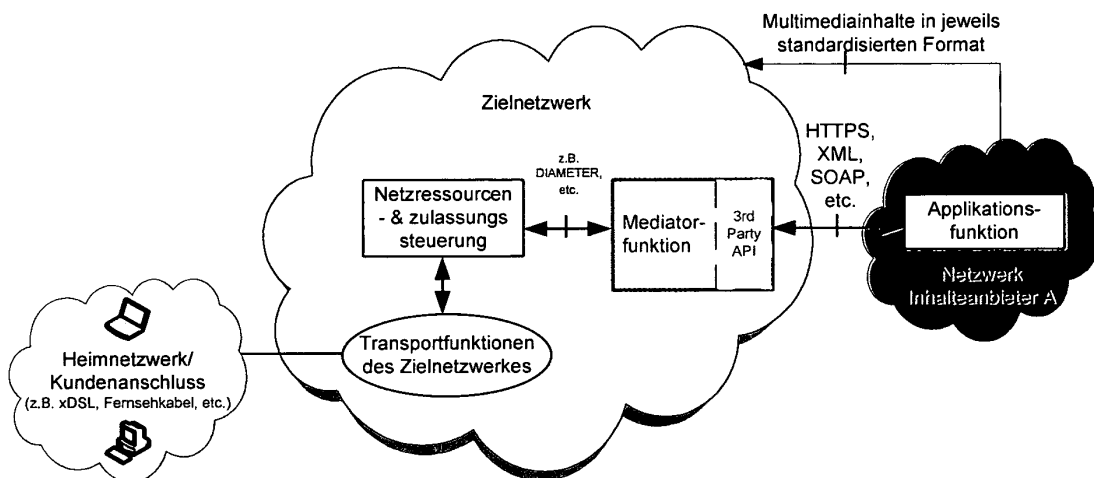 Multimediainhalte in jeweils
standardisierten Format
Zielnetzwerk
HTTPS,
XML,
SOAP,
etc.
z.B.
DIAMETER,
etc.
Netzressourcen
- & zulassungs
steuerung
Mediator-
funktion
3rd
Party
API
Applikations-
funktion
Netzwerk
Inhalteanbieter A
Transportfunktionen
des Zielnetzwerkes
Heimnetzwerk/
Kundenanschluss
(z.B. xDSL, Fernsehkabel, etc.)